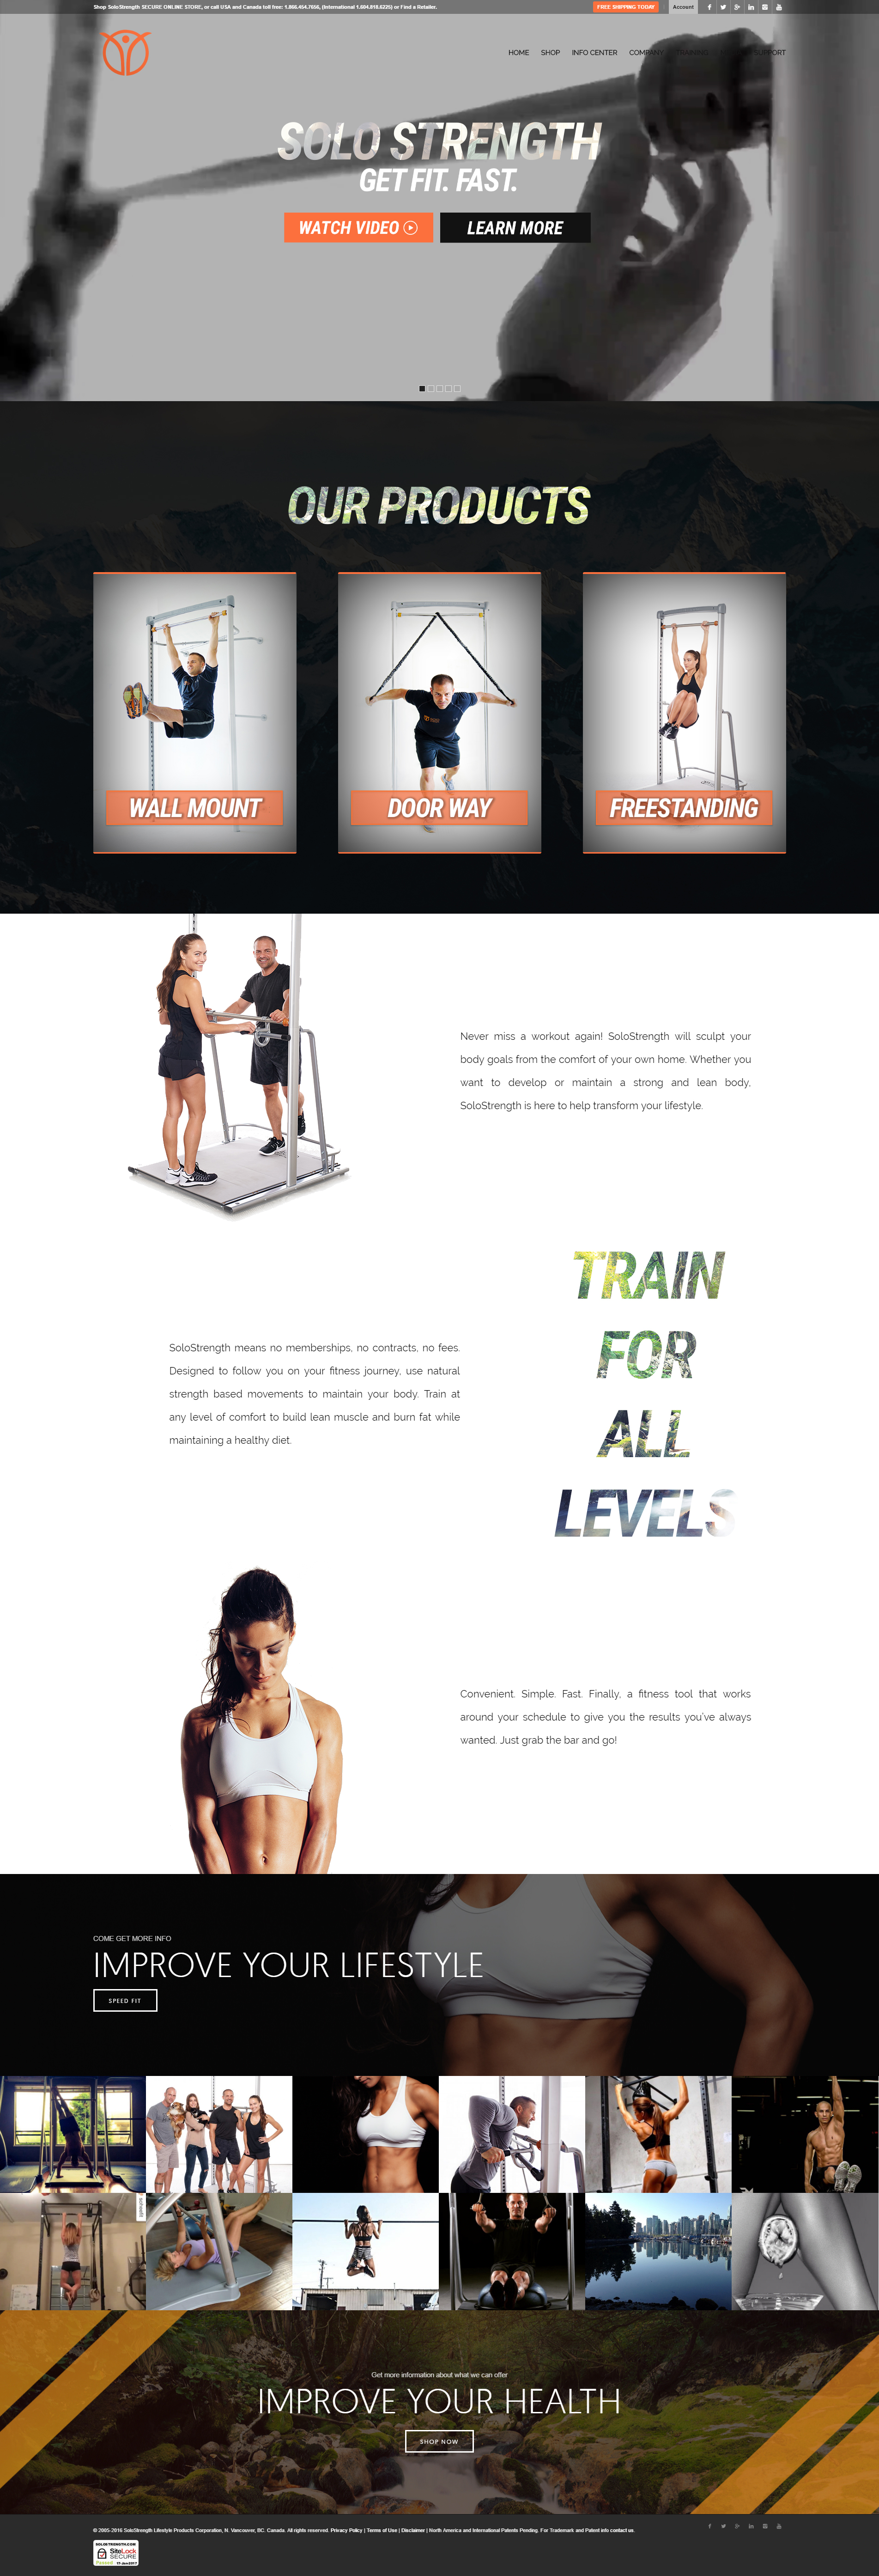 Shop SoloStrength SECURE ONLINE STORE, or call USA and Canada toll free: 1.866.454.7656, (International 1.604.818.6225) or Find a Retailer.
FREE SHIPPING TODAY
Account
HOME SHOP INFO CENTER COMPANY TRAINING SUPPORT
SOLO STRENGTH
GET FIT. FAST.
WATCH VIDEO
LEARN MORE
OUR PRODUCTS
WALL MOUNT
DOOR WAY
FREESTANDING
Never miss a workout again! SoloStrength will sculpt your
body goals from the comfort of your own home. Whether you
want to develop or maintain a strong and lean body,
SoloStrength is here to help transform your lifestyle.
TRAIN
FOR
ALL
LEVELS
SoloStrength means no memberships, no contracts, no fees.
Designed to follow you on your fitness journey, use natural
strength based movements to maintain your body. Train at
any level of comfort to build lean muscle and burn fat while
maintaining a healthy diet.
Convenient. Simple. Fast. Finally, a fitness tool that works
around your schedule to give you the results you've always
wanted. Just grab the bar and go!
COME GET MORE INFO
IMPROVE YOUR LIFESTYLE
SPEED FIT
Get more information about what we can offer
IMPROVE YOUR HEALTH
SHOP NOW
© 2005-2016 SoloStrength Lifestyle Products Corporation, N. Vancouver, BC. Canada. All rights reserved. Privacy Policy | Terms of Use | Disclaimer | North America and International Patents Pending. For Trademark and Patent info contact us.
SOLOSTRENGTH.COM
SiteLock
SECURE
Passed 11-Jan-2017